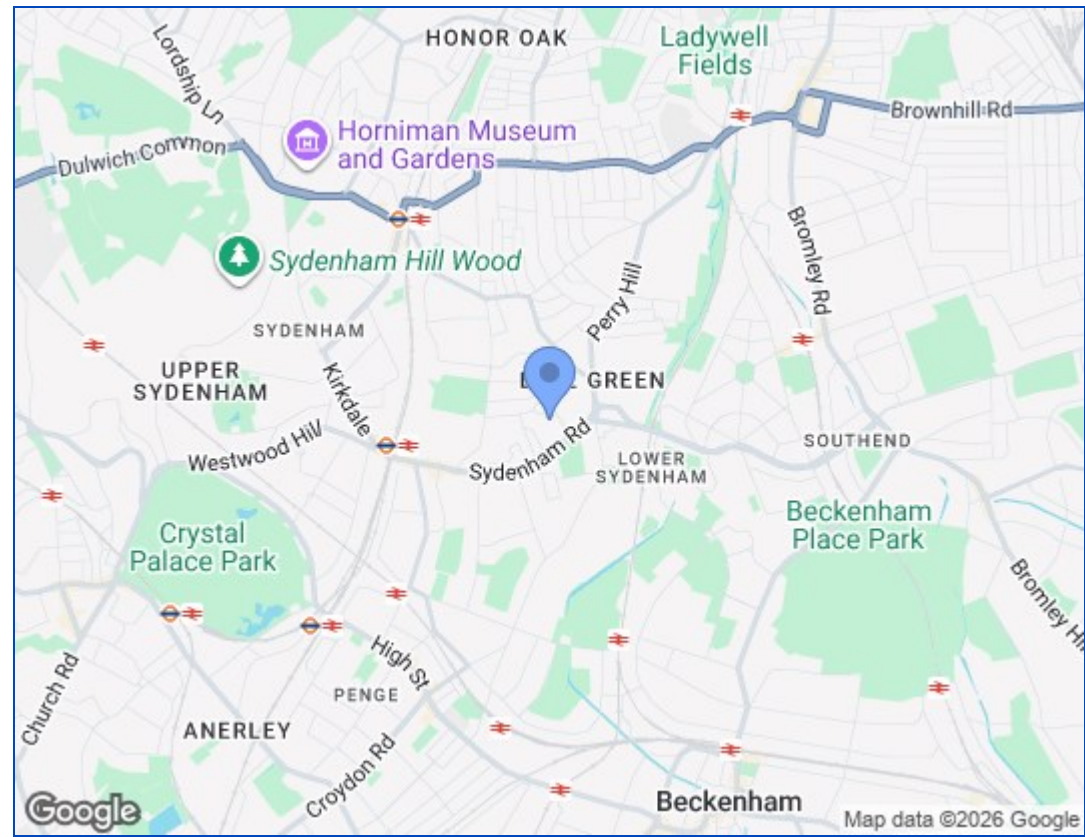 HONOR OAK
Ladywell
Fields
Lordship Ln
Brownhill Rd
Horniman Museum
and Gardens
Dulwich Common
Sydenham Hill Wood
Bromley Rd
Perry Hill
SYDENHAM
UPPER
SYDENHAM
Kirkdale
GREEN
Westwood Hill
Sydenham Rd
SOUTHEND
LOWER
SYDENHAM
Crystal
Palace Park
Beckenham
Place Park
Bromley Hil
High St
Church Rd
PENGE
ANERLEY
Croydon Rd
Beckenham
Google
Map data ©2026 Google